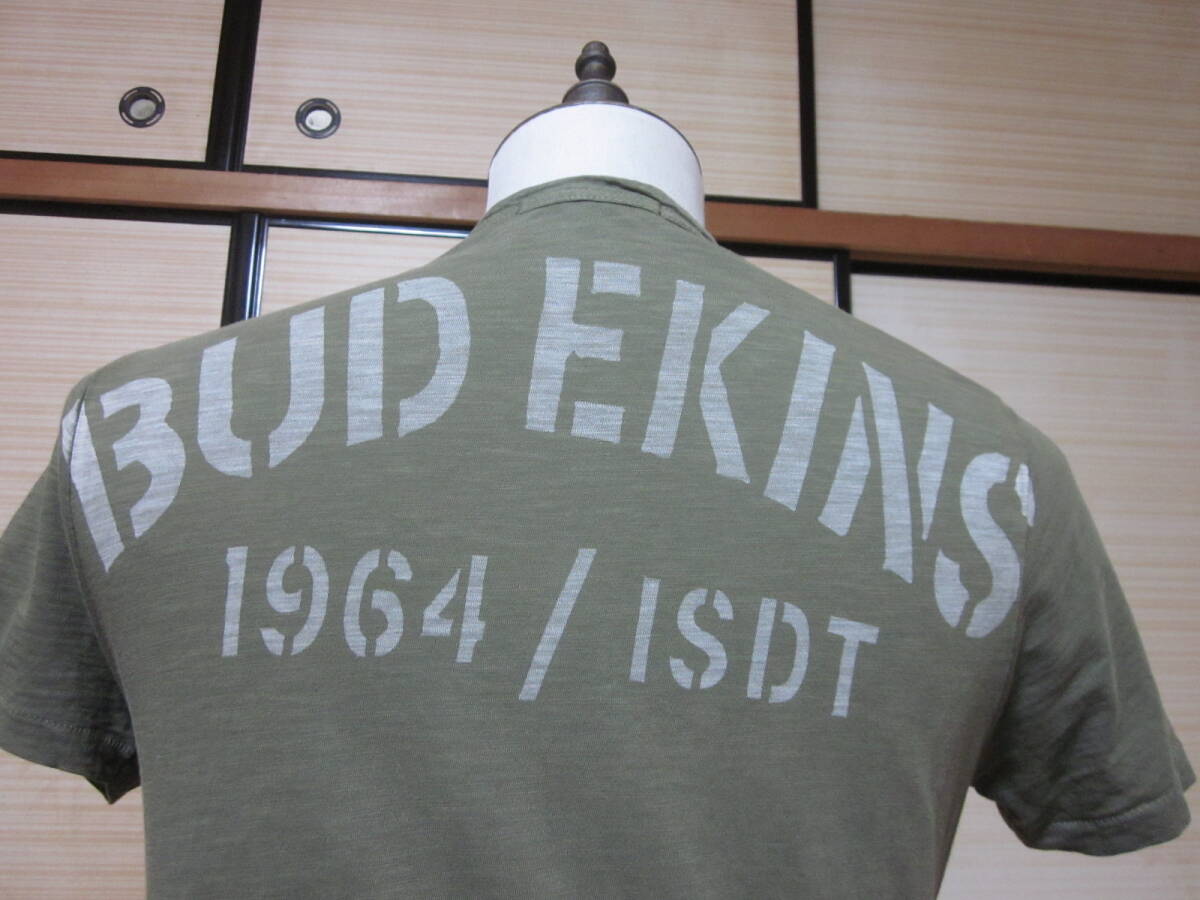 BUD EKINS
1964 / ISDT